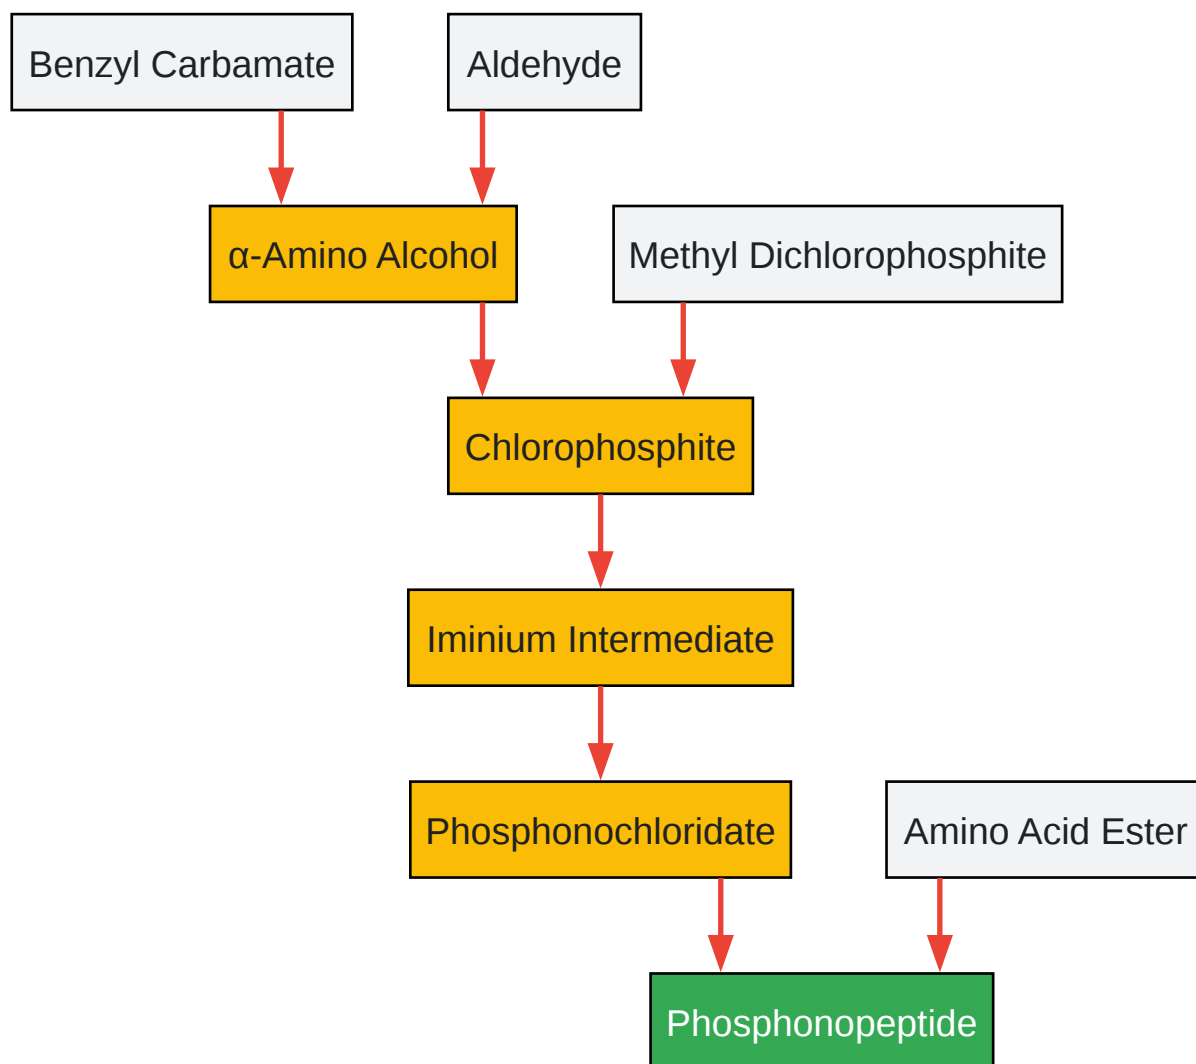 Benzyl Carbamate
Aldehyde
α-Amino Alcohol
Methyl Dichlorophosphite
Chlorophosphite
Iminium Intermediate
Phosphonochloridate
Amino Acid Ester
Phosphonopeptide